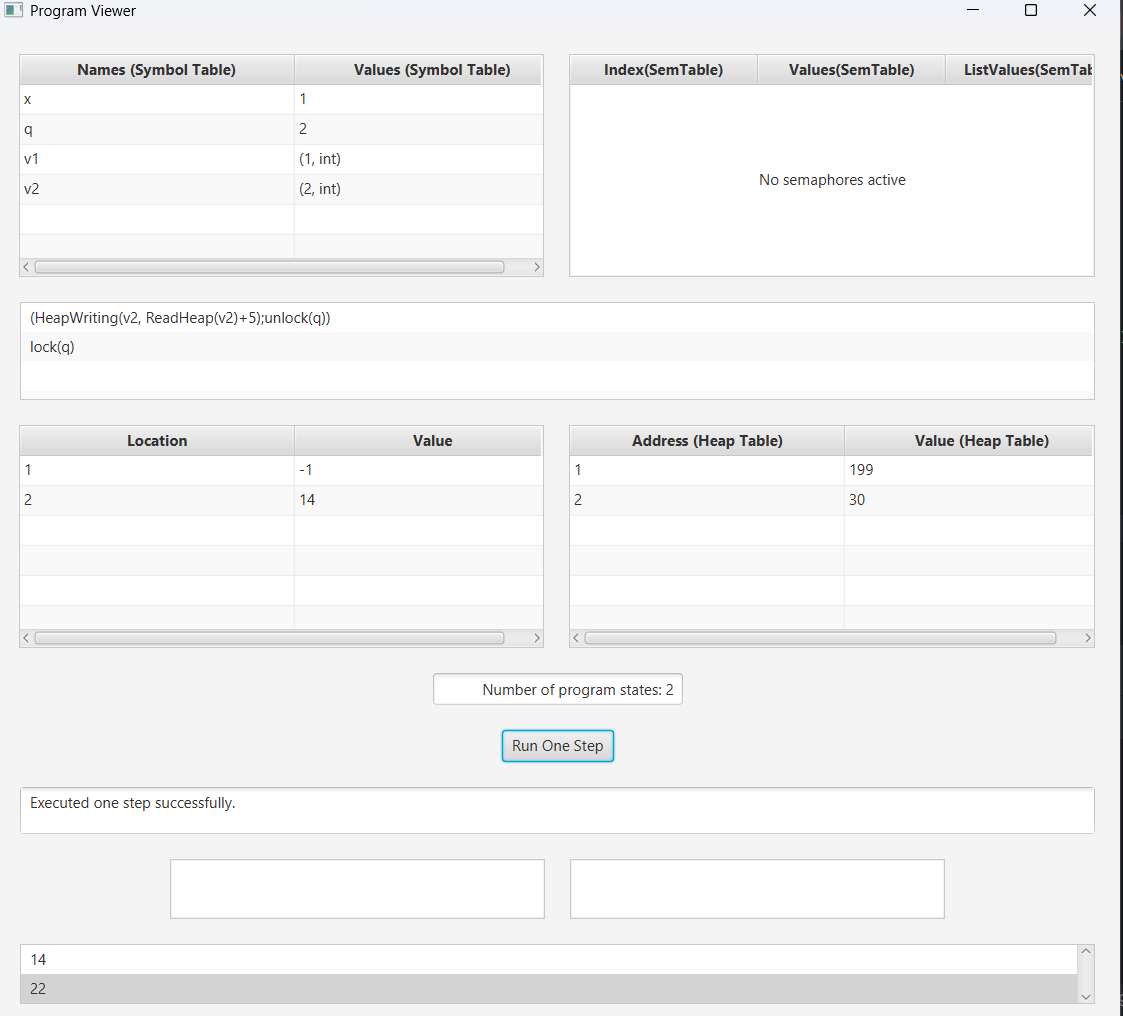 Program Viewer
Names (Symbol Table) Values (Symbol Table) Index(SemTable) Values(SemTable) ListValues(SemTab
x 1
q 2
v1 (1, int)
v2 (2, int)
No semaphores active
(HeapWriting(v2, ReadHeap(v2)+5);unlock(q))
lock(q)
Location Value Address (Heap Table) Value (Heap Table)
1 -1 1 199
2 14 2 30
Number of program states: 2
Run One Step
Executed one step successfully.
14
22